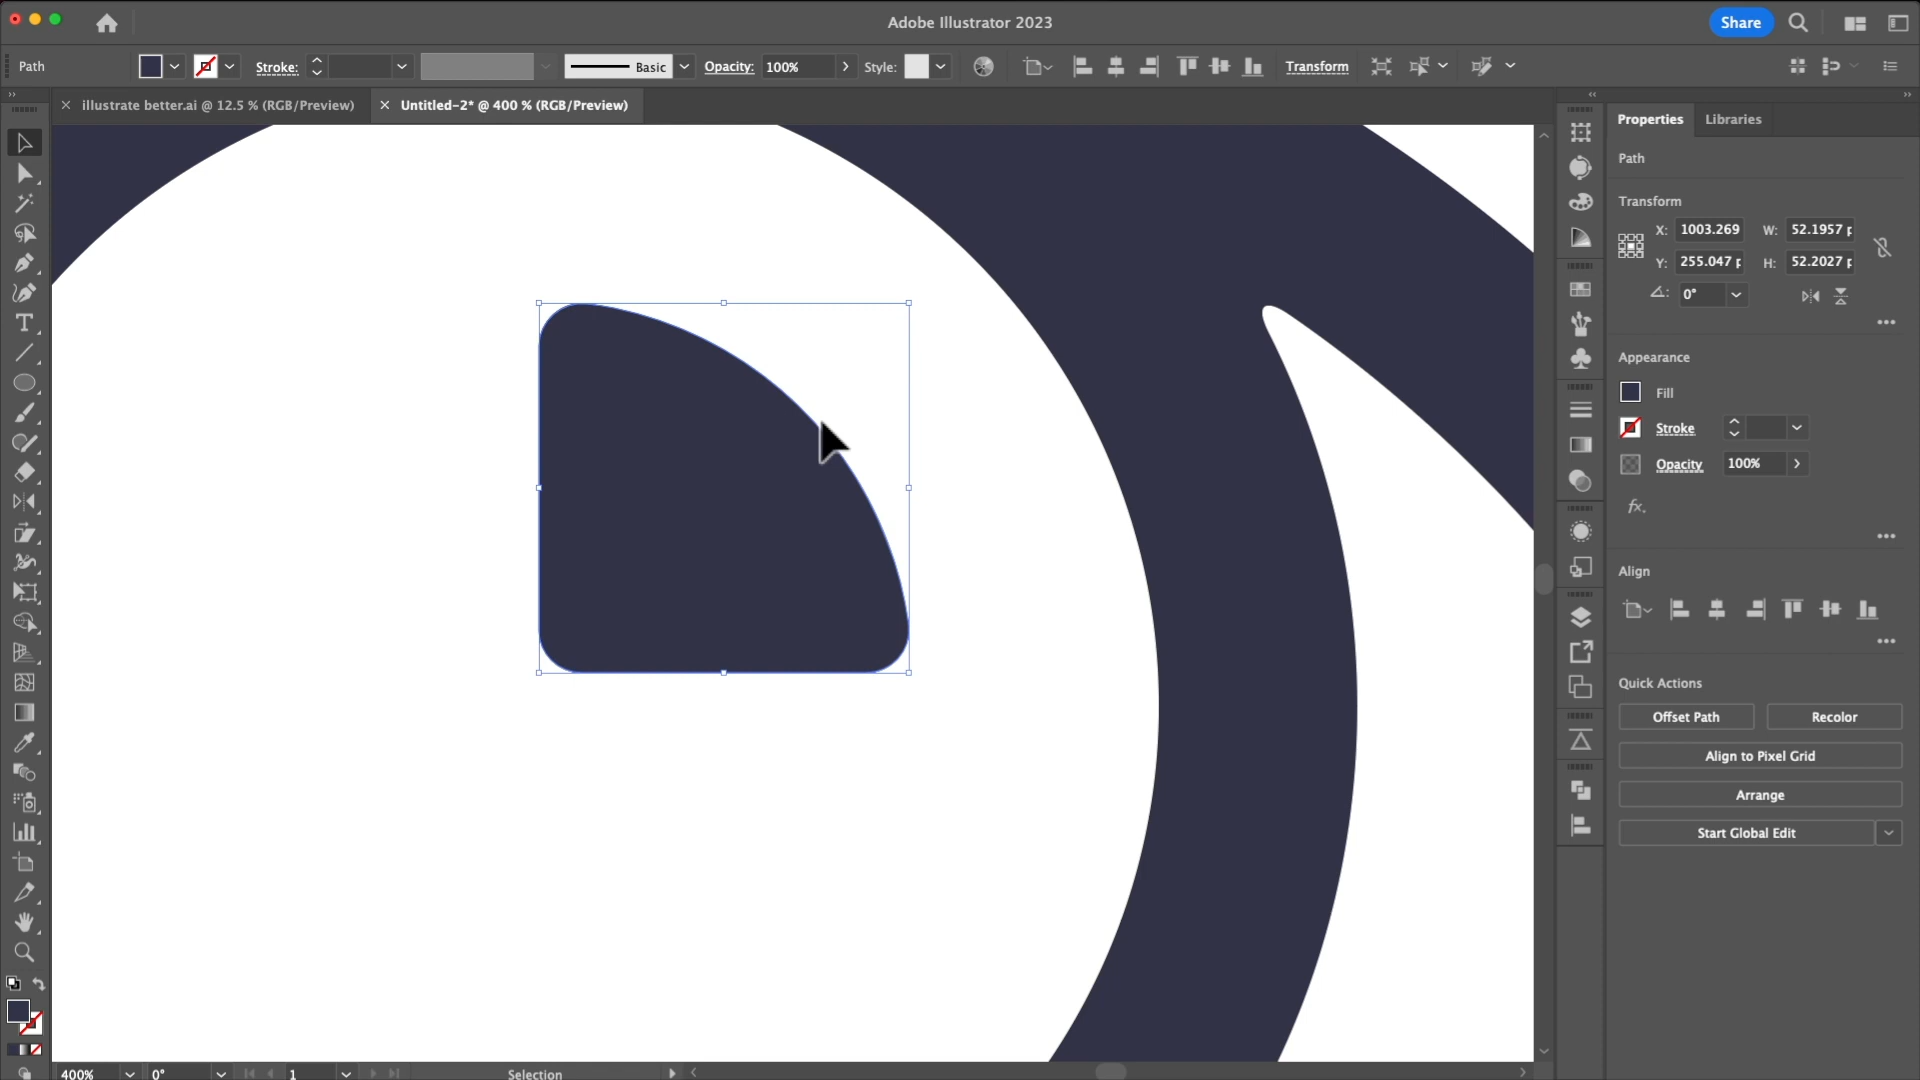 Adobe Illustrator 2023
Share
Path
Stroke:
Basic
Opacity:
100%
Style:
Transform
illustrate better.ai @ 12.5 % (RGB/Preview)
Untitled-2* @ 400 % (RGB/Preview)
Properties
Libraries
Path
Transform
X:
1003.269
W:
52.1957 p
Y:
255.047 p
H:
52.2027 p
0°
Appearance
Fill
Stroke
Opacity
100%
fx.
Align
Quick Actions
Offset Path
Recolor
Align to Pixel Grid
Arrange
Start Global Edit
400%
0°
1
Selection